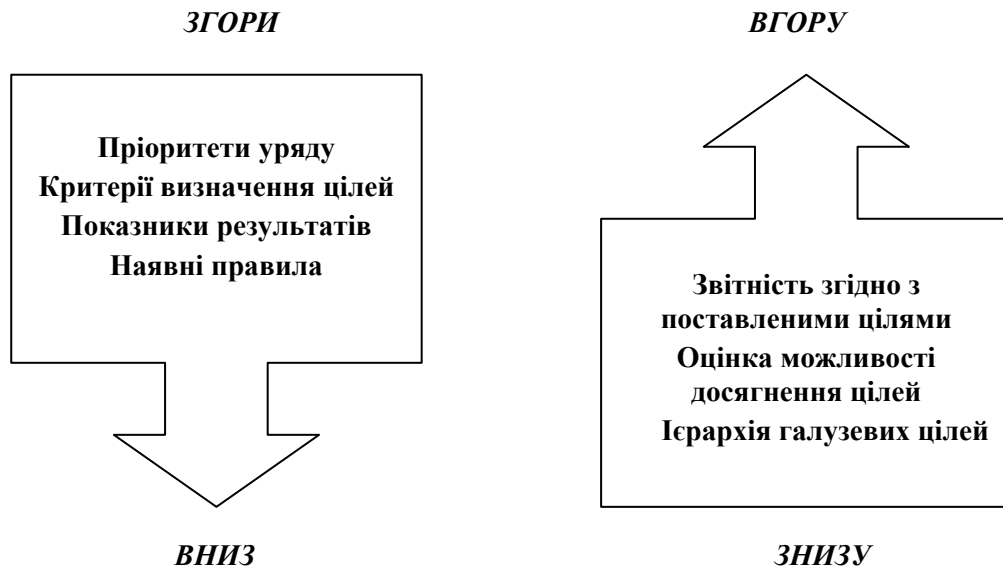 ЗГОРИ
Пріоритети уряду
Критерії визначення цілей
Показники результатів
Наявні правила
ВНИЗ
ВГОРУ
Звітність згідно з
поставленими цілями
Оцінка можливості
досягнення цілей
Ієрархія галузевих цілей
ЗНИЗУ